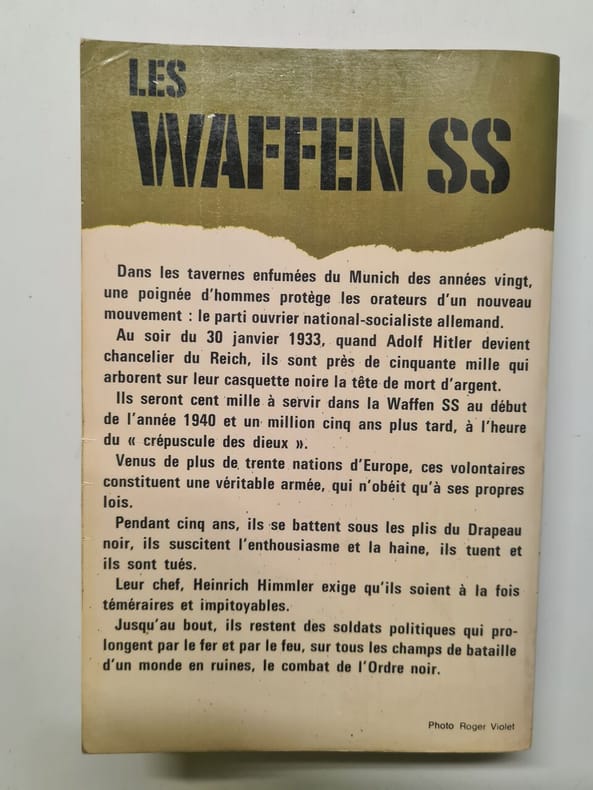 LES
WAFFEN SS
Dans les tavernes enfumées du Munich des années vingt,
une poignée d'hommes protège les orateurs d'un nouveau
mouvement : le parti ouvrier national-socialiste allemand.
Au soir du 30 janvier 1933, quand Adolf Hitler devient
chancelier du Reich, ils sont près de cinquante mille qui
arborent sur leur casquette noire la tête de mort d'argent.
Ils seront cent mille à servir dans la Waffen SS au début
de l'année 1940 et un million cinq ans plus tard, à l'heure
du « crépuscule des dieux ».
Venus de plus de trente nations d'Europe, ces volontaires
constituent une véritable armée, qui n'obéit qu'à ses propres
lois.
Pendant cinq ans, ils se battent sous les plis du Drapeau
noir, ils suscitent l'enthousiasme et la haine, ils tuent et
ils sont tués.
Leur chef, Heinrich Himmler exige qu'ils soient à la fois
téméraires et impitoyables.
Jusqu'au bout, ils restent des soldats politiques qui pro-
longent par le fer et par le feu, sur tous les champs de bataille
d'un monde en ruines, le combat de l'Ordre noir.
Photo Roger Violet